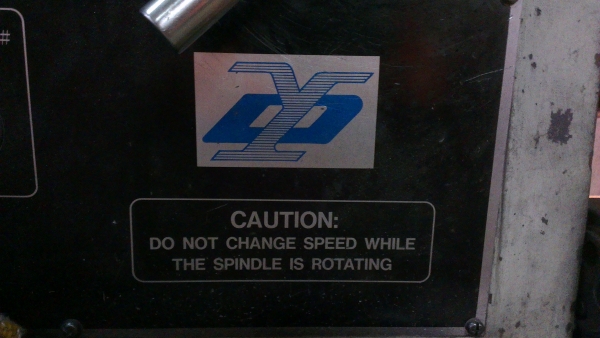 #
CAUTION:
DO NOT CHANGE SPEED WHILE
THE SPINDLE IS ROTATING